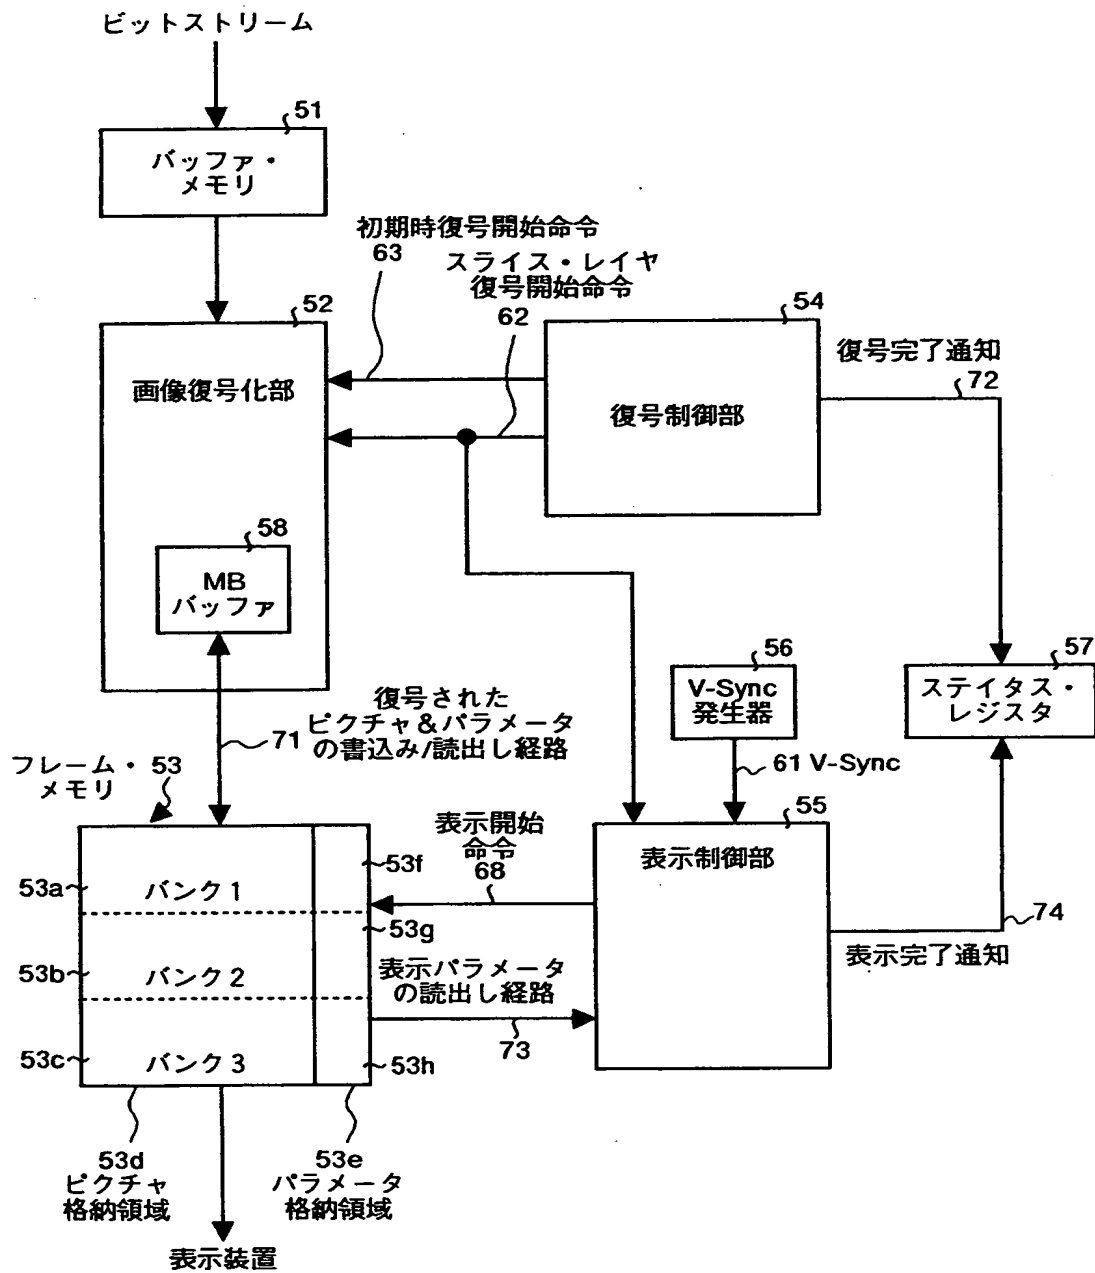 ビットストリーム
51
バッファ・
メモリ
初期時復号開始命令
63
スライス・レイヤ
復号開始命令
62
52
画像復号化部
54
復号制御部
復号完了通知
72
58
MB
バッファ
56
V-Sync
発生器
57
ステイタス・
レジスタ
復号された
ピクチャ&パラメータ
の書込み/読出し経路
71
61 V-Sync
フレーム・
メモリ
53
55
表示制御部
表示開始
命令
68
53f
53a
バンク1
53g
74
表示完了通知
53b
バンク2
表示パラメータ
の読出し経路
73
53c
バンク3
53h
53d
ピクチャ
格納領域
53e
パラメータ
格納領域
表示装置